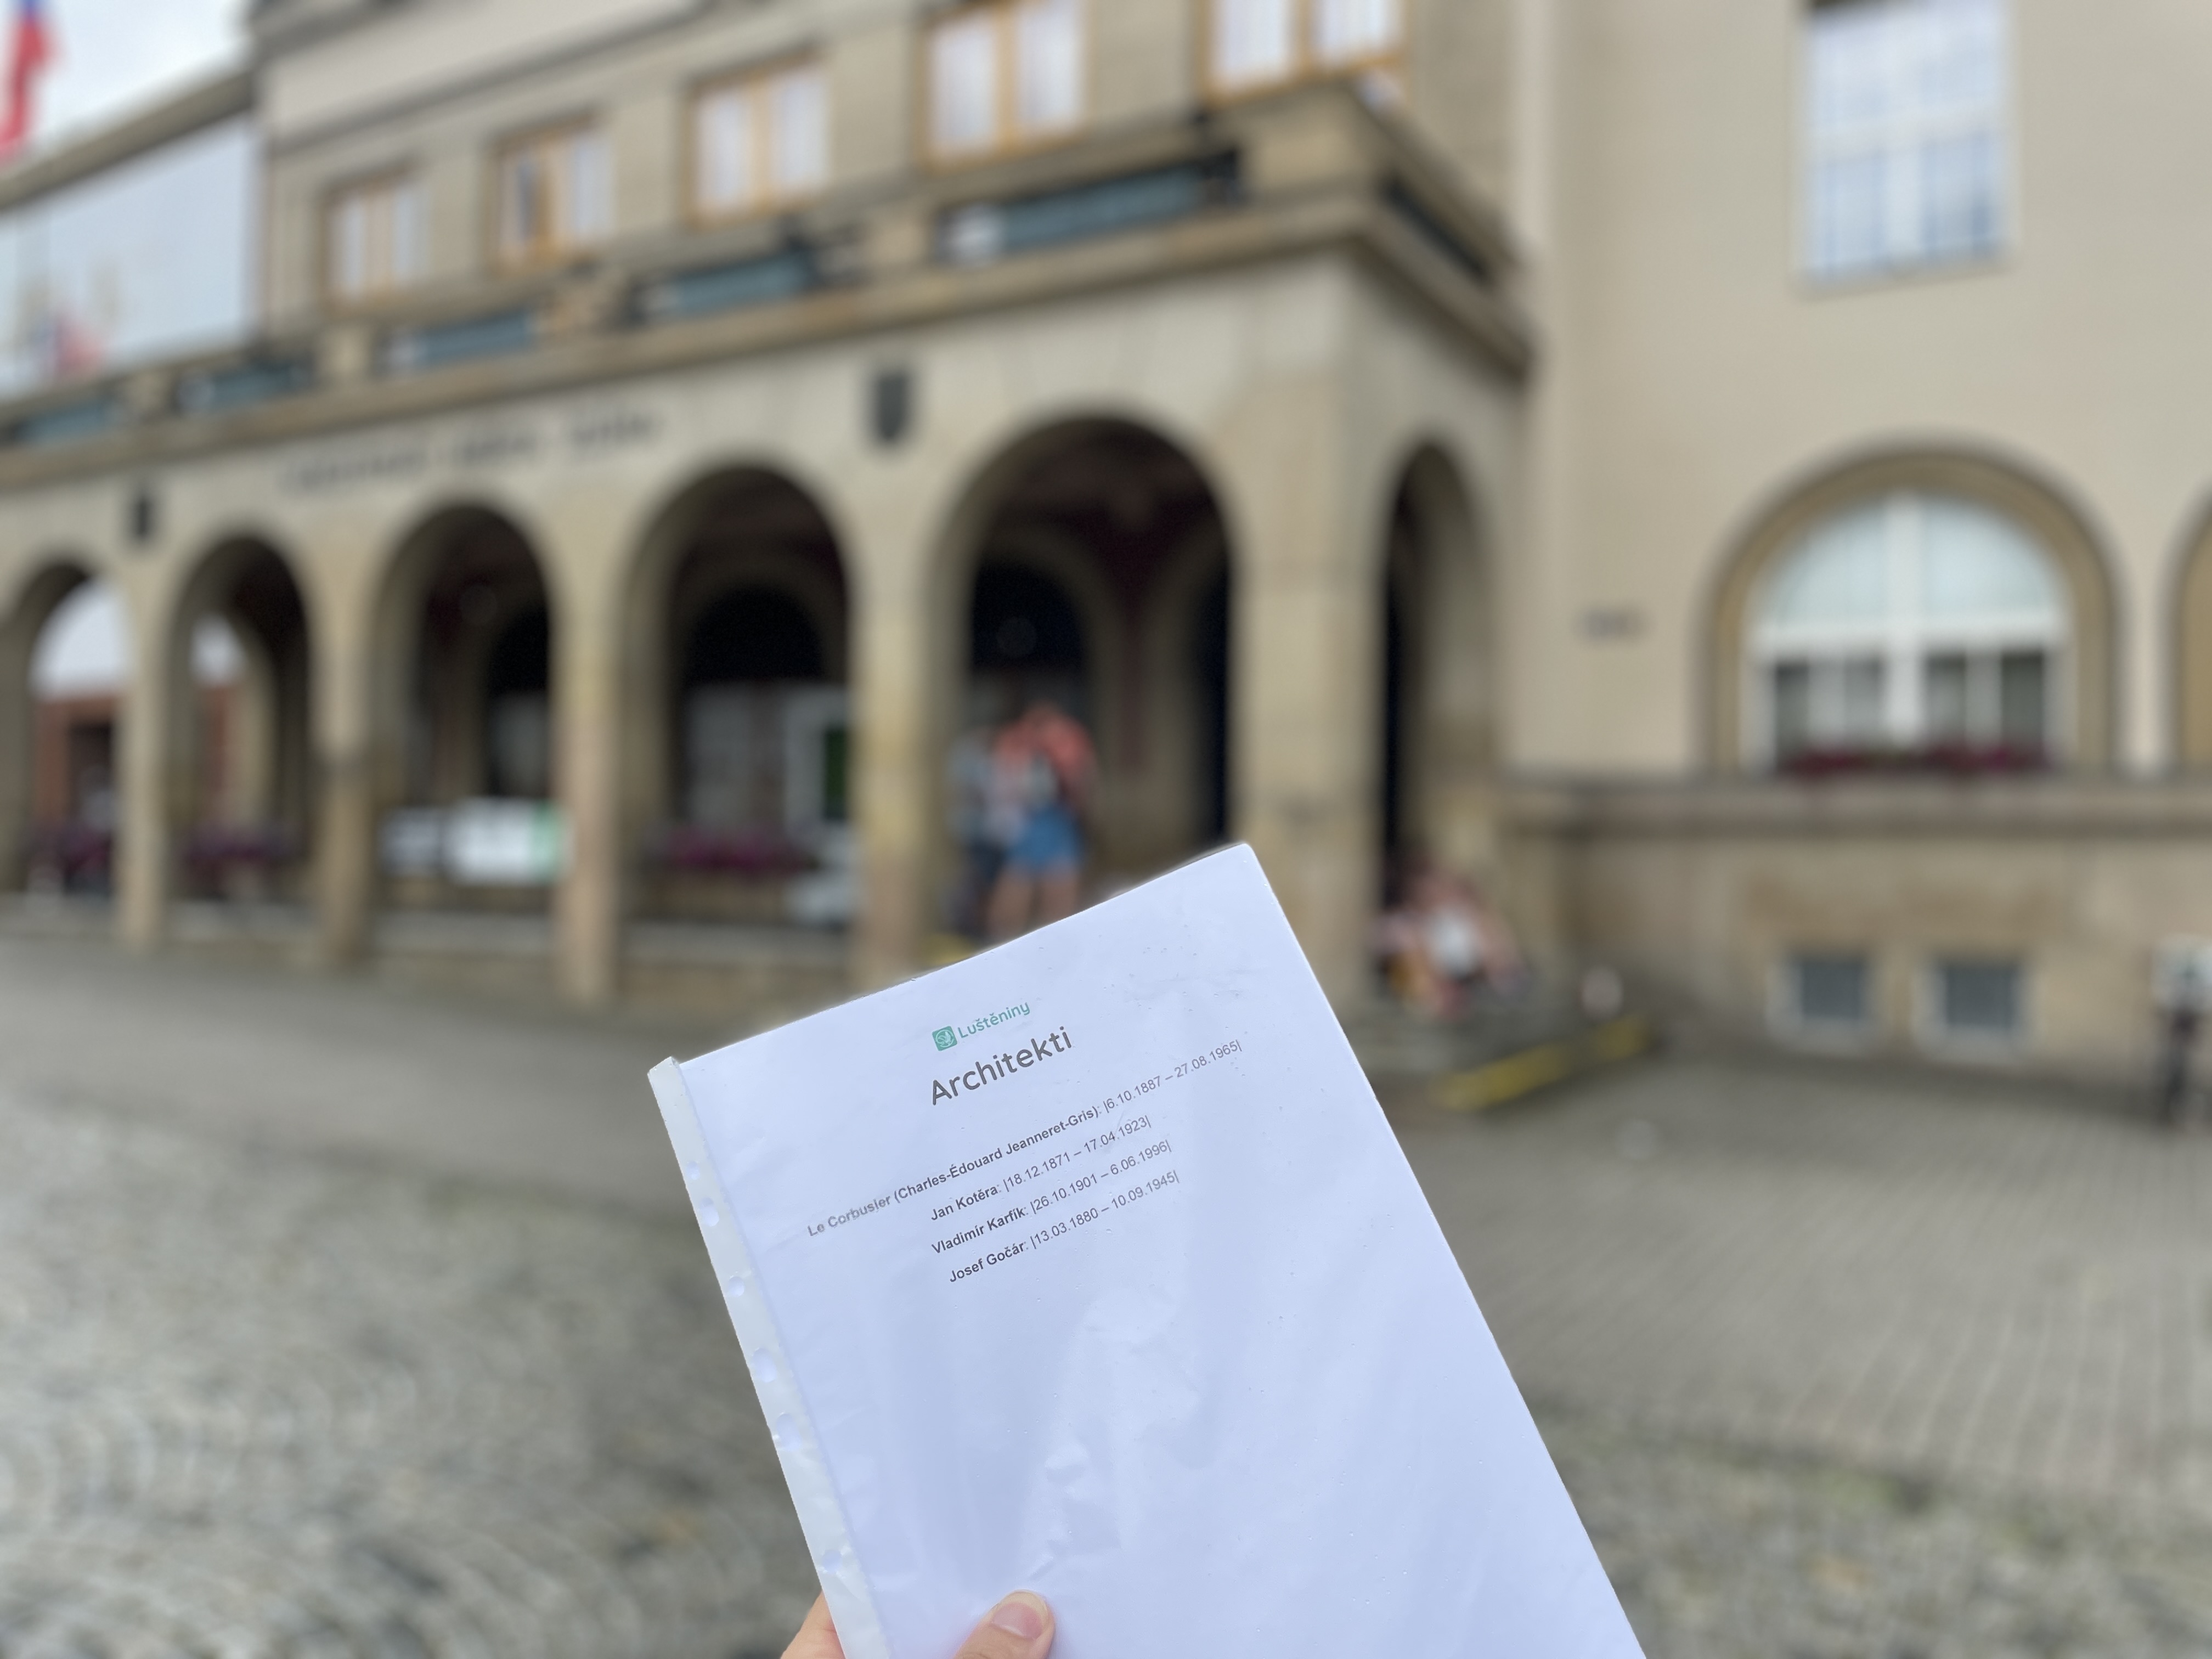 Luštěniny
Architekti
Le Corbusier (Charles-Édouard Jeanneret-Gris): |6.10.1887 – 27.08.1965|
Jan Kotěra: |18.12.1871 – 17.04.1923|
Vladimír Karfík: |26.10.1901 – 6.06.1996|
Josef Gočár: |13.03.1880 – 10.09.1945|